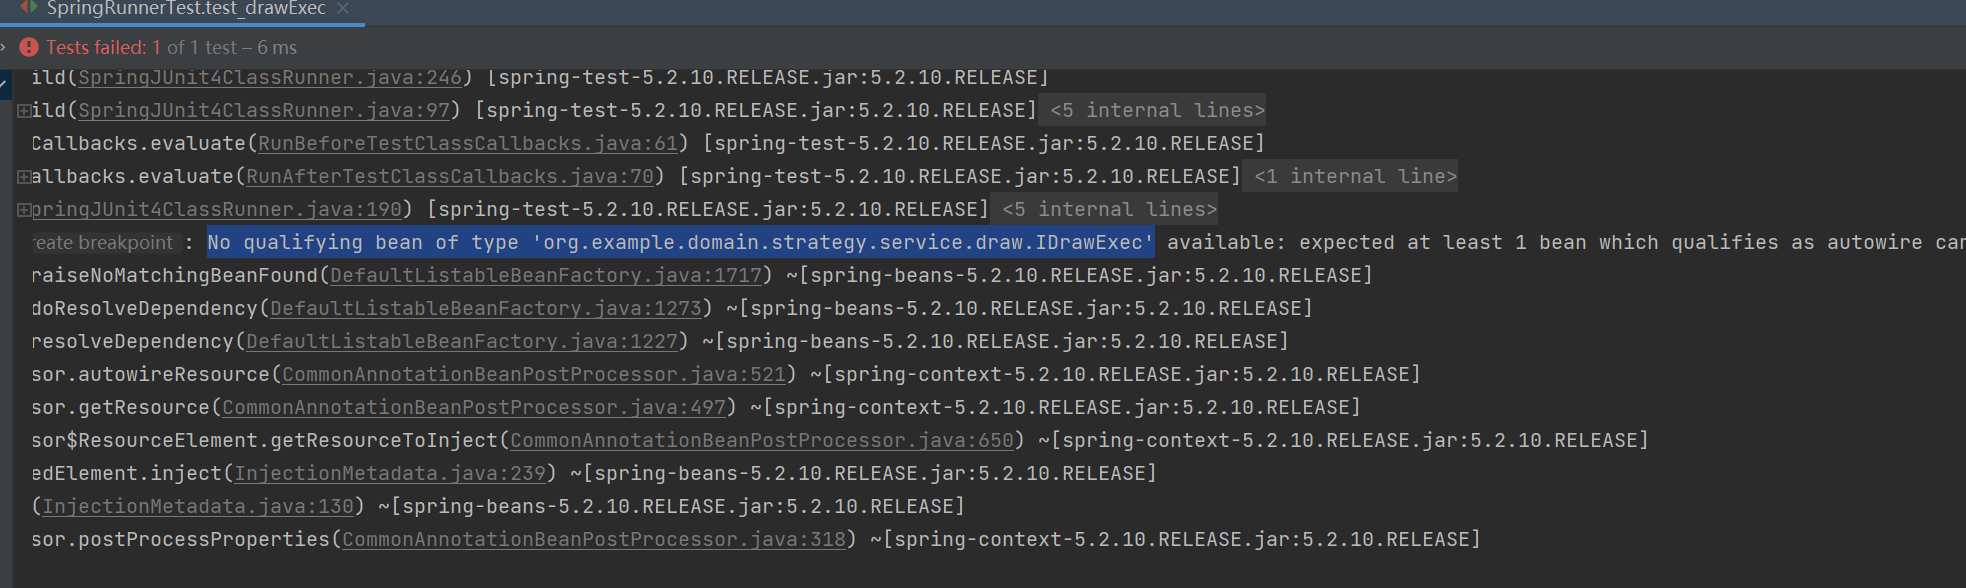 SpringRunnerTest.test_drawExec
Tests failed: 1 of 1 test – 6 ms
ild(SpringJUnit4ClassRunner.java:246) [spring-test-5.2.10.RELEASE.jar:5.2.10.RELEASE]
ild(SpringJUnit4ClassRunner.java:97) [spring-test-5.2.10.RELEASE.jar:5.2.10.RELEASE] <5 internal lines>
Callbacks.evaluate(RunBeforeTestClassCallbacks.java:61) [spring-test-5.2.10.RELEASE.jar:5.2.10.RELEASE]
allbacks.evaluate(RunAfterTestClassCallbacks.java:70) [spring-test-5.2.10.RELEASE.jar:5.2.10.RELEASE] <1 internal line>
pringJUnit4ClassRunner.java:190) [spring-test-5.2.10.RELEASE.jar:5.2.10.RELEASE] <5 internal lines>
reate breakpoint : No qualifying bean of type 'org.example.domain.strategy.service.draw.IDrawExec' available: expected at least 1 bean which qualifies as autowire can
raiseNoMatchingBeanFound(DefaultListableBeanFactory.java:1717) ~[spring-beans-5.2.10.RELEASE.jar:5.2.10.RELEASE]
doResolveDependency(DefaultListableBeanFactory.java:1273) ~[spring-beans-5.2.10.RELEASE.jar:5.2.10.RELEASE]
resolveDependency(DefaultListableBeanFactory.java:1227) ~[spring-beans-5.2.10.RELEASE.jar:5.2.10.RELEASE]
sor.autowireResource(CommonAnnotationBeanPostProcessor.java:521) ~[spring-context-5.2.10.RELEASE.jar:5.2.10.RELEASE]
sor.getResource(CommonAnnotationBeanPostProcessor.java:497) ~[spring-context-5.2.10.RELEASE.jar:5.2.10.RELEASE]
sor$ResourceElement.getResourceToInject(CommonAnnotationBeanPostProcessor.java:650) ~[spring-context-5.2.10.RELEASE.jar:5.2.10.RELEASE]
edElement.inject(InjectionMetadata.java:239) ~[spring-beans-5.2.10.RELEASE.jar:5.2.10.RELEASE]
(InjectionMetadata.java:130) ~[spring-beans-5.2.10.RELEASE.jar:5.2.10.RELEASE]
sor.postProcessProperties(CommonAnnotationBeanPostProcessor.java:318) ~[spring-context-5.2.10.RELEASE.jar:5.2.10.RELEASE]